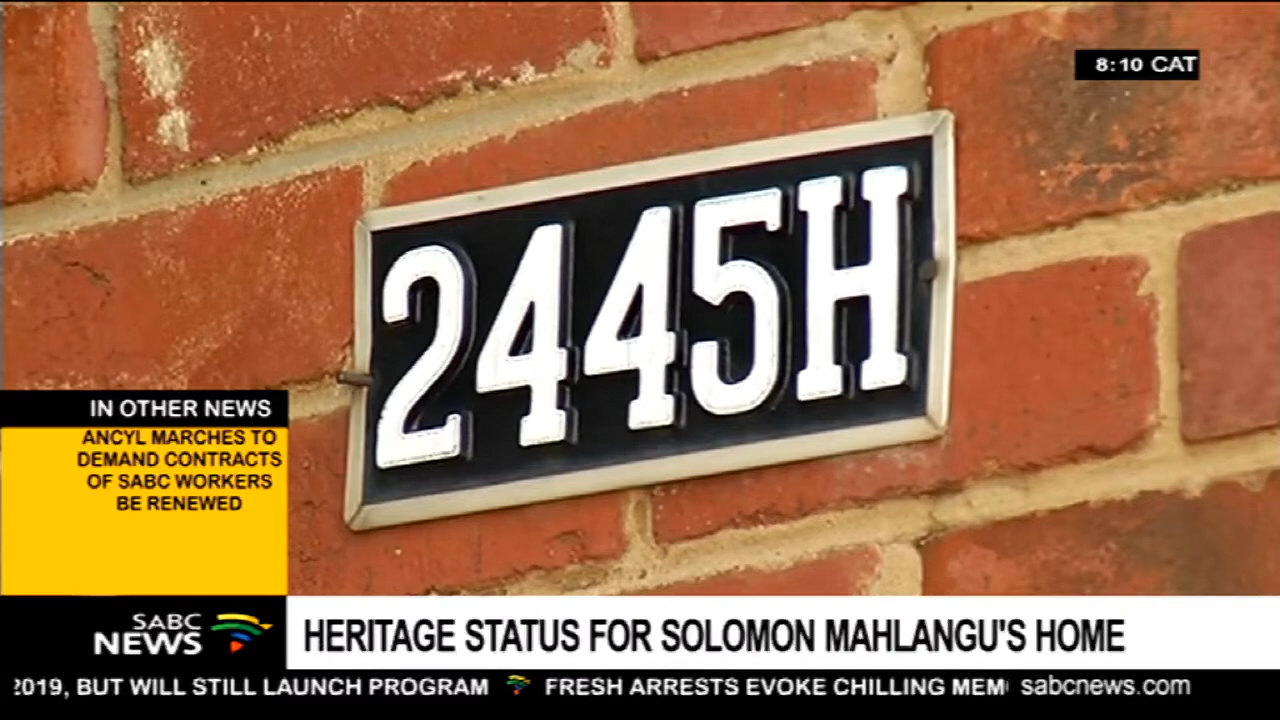 8:10 CAT
2445H
IN OTHER NEWS
ANCYL MARCHES TO
DEMAND CONTRACTS
OF SABC WORKERS
BE RENEWED
SABC
NEWS
HERITAGE STATUS FOR SOLOMON MAHLANGU'S HOME
2019, BUT WILL STILL LAUNCH PROGRAM FRESH ARRESTS EVOKE CHILLING MEM sabcnews.com